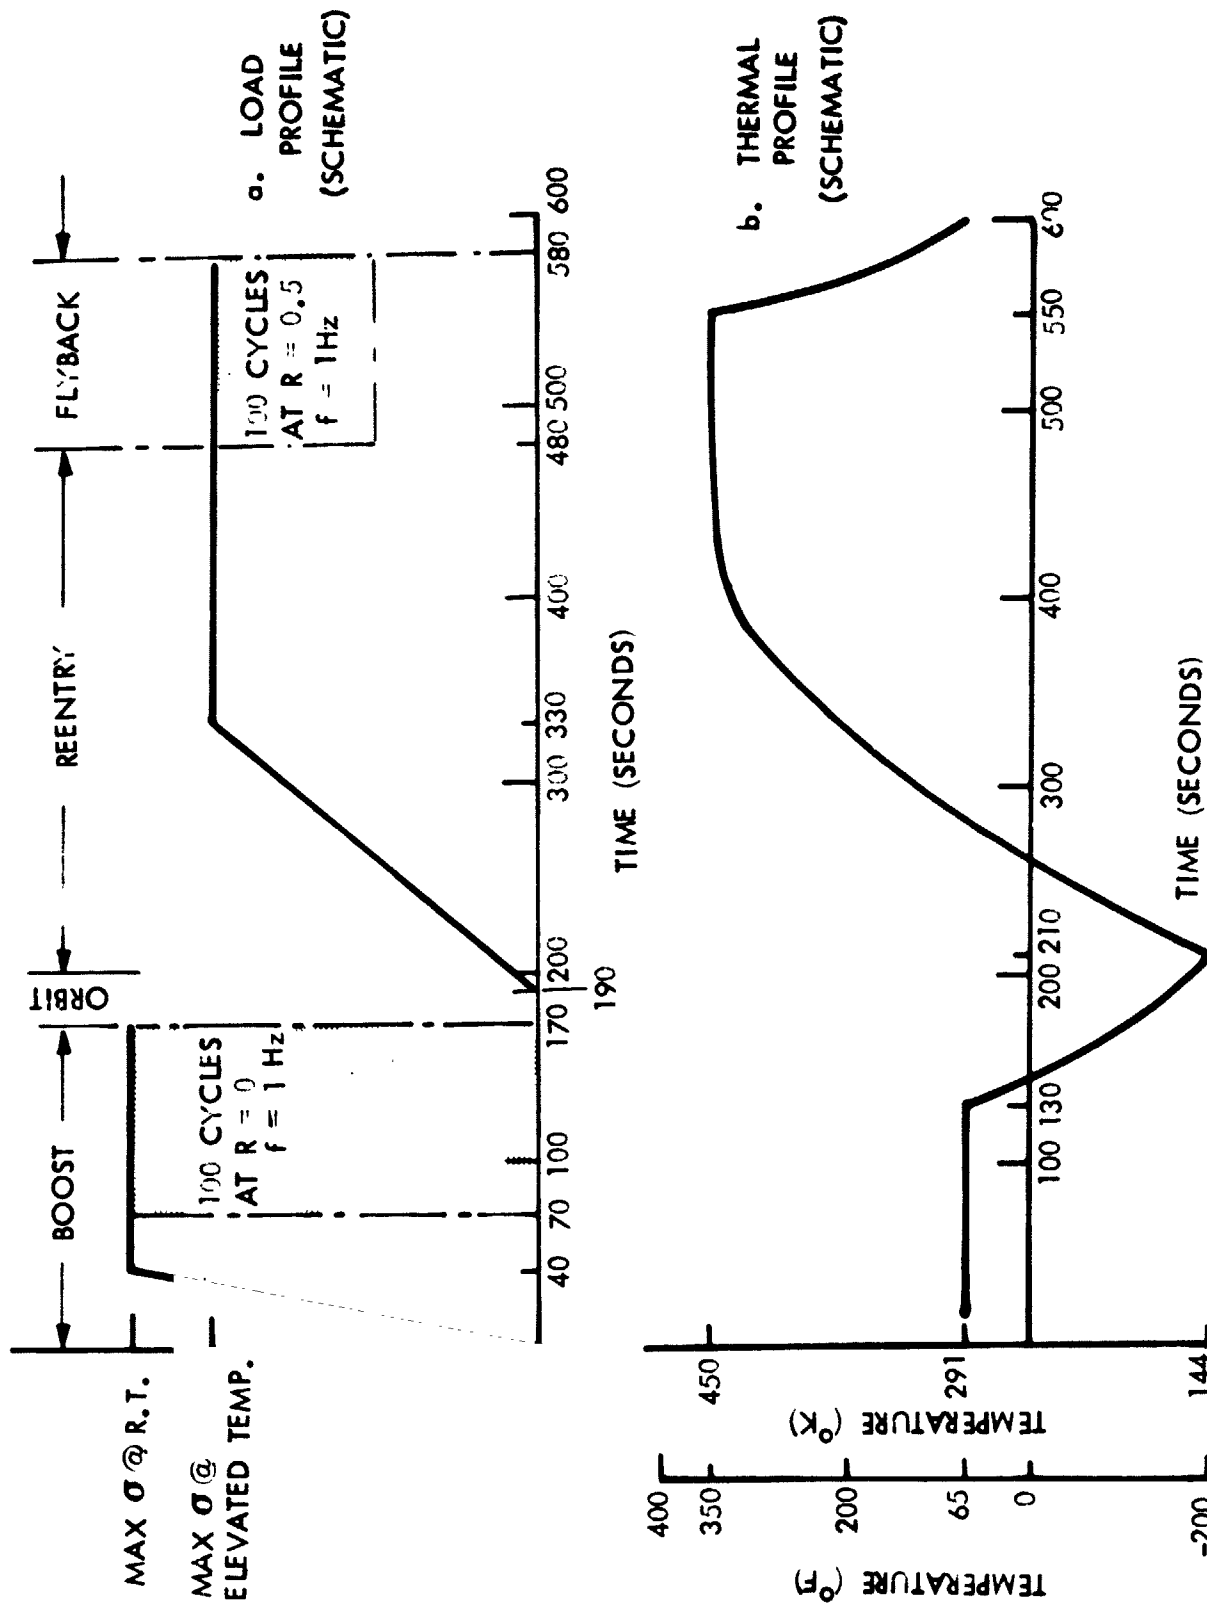 BOOST
ORBIT
REENTRY
FLYBACK
MAX σ @ R.T.
MAX σ @
ELEVATED TEMP.
100 CYCLES
AT R = 0
f = 1 Hz
100 CYCLES
AT R = 0.5
f = 1Hz
a. LOAD
PROFILE
(SCHEMATIC)
40
70
100
170
190
200
300
330
400
480
500
580
600
TIME (SECONDS)
b. THERMAL
PROFILE
(SCHEMATIC)
TEMPERATURE (°F)
400
350
200
65
0
-200
TEMPERATURE (°K)
450
291
144
100
130
200
210
300
400
500
550
600
TIME (SECONDS)